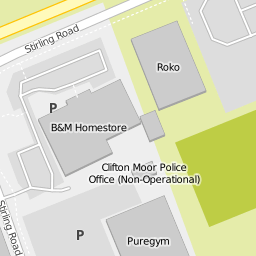 Stirling Road
Roko
P
B&M Homestore
Clifton Moor Police
Office (Non-Operational)
Stirling Road
P
Puregym